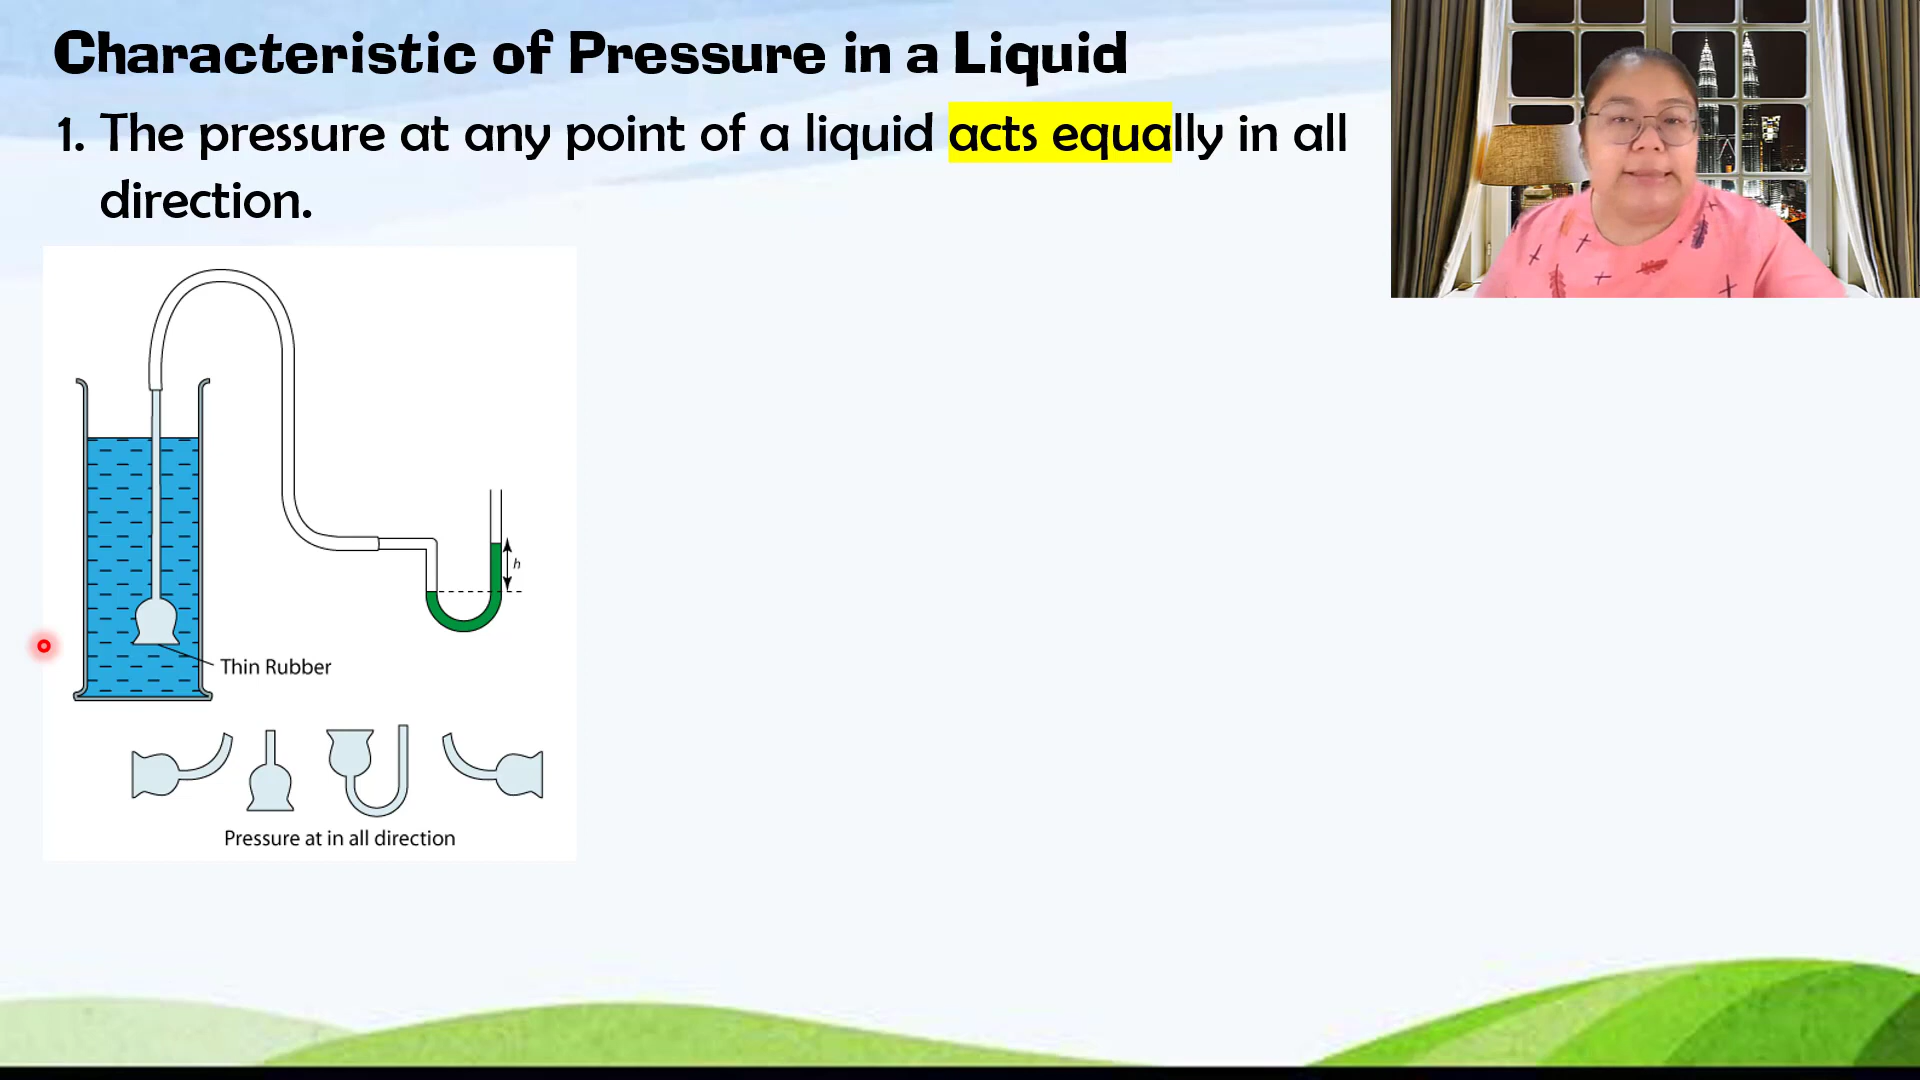 Characteristic of Pressure in a Liquid
1. The pressure at any point of a liquid acts equally in all
direction.
h
Thin Rubber
Pressure at in all direction